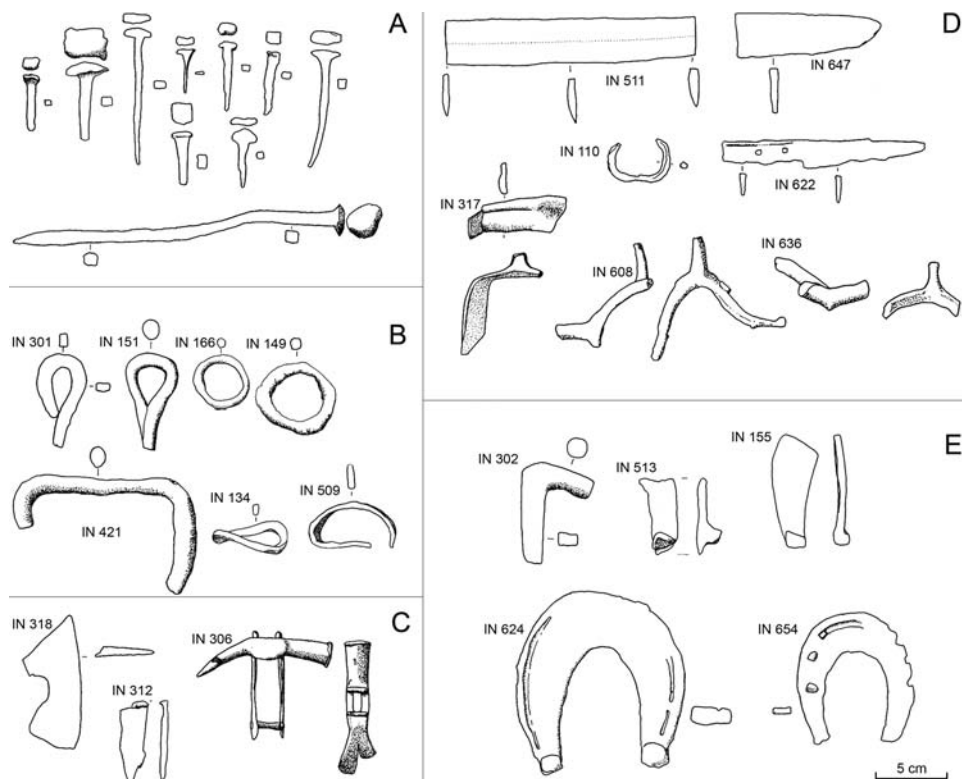 A
B
IN 301
IN 151
IN 166
IN 149
IN 421
IN 134
IN 509
C
IN 318
IN 312
IN 306
D
IN 511
IN 647
IN 110
IN 622
IN 317
IN 608
IN 636
E
IN 302
IN 513
IN 155
IN 624
IN 654
5 cm